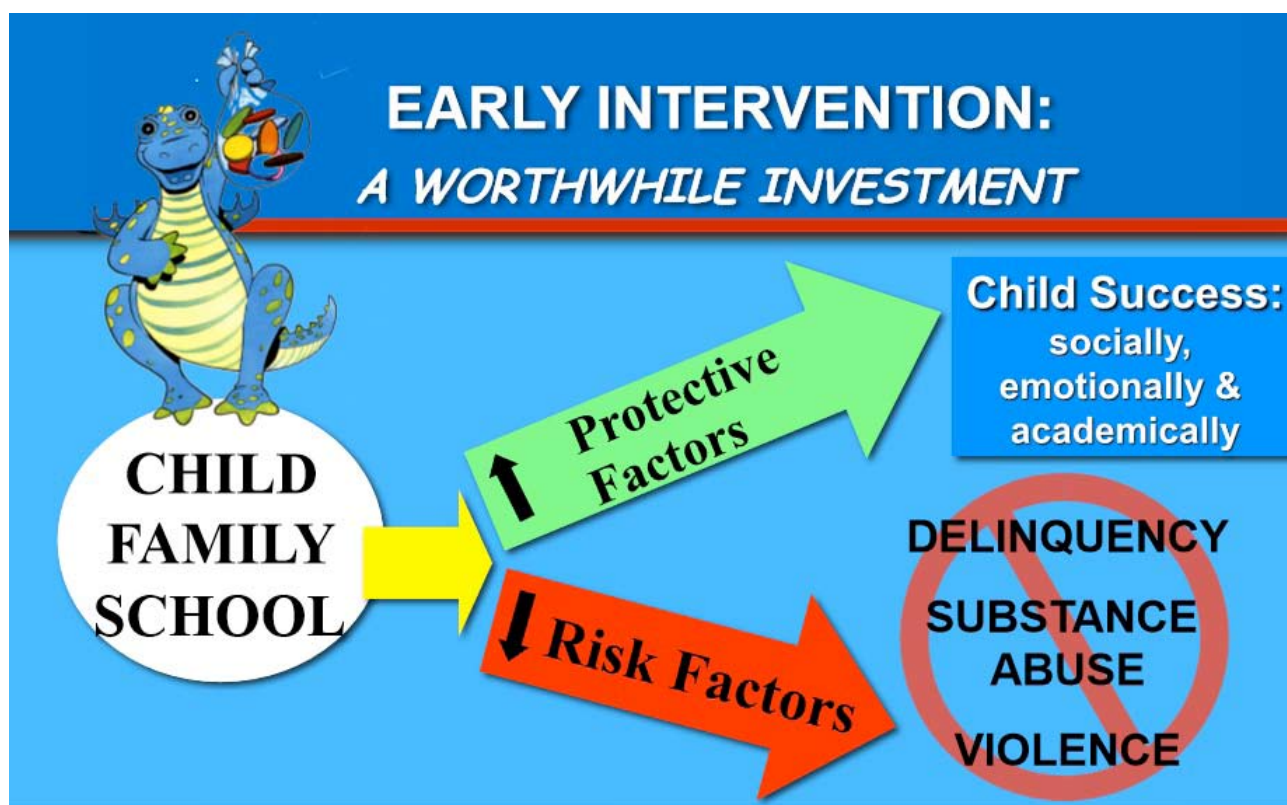 EARLY INTERVENTION:
A WORTHWHILE INVESTMENT
CHILD
FAMILY
SCHOOL
Protective
Factors
Risk Factors
Child Success:
socially,
emotionally &
academically
DELINQUENCY
SUBSTANCE
ABUSE
VIOLENCE